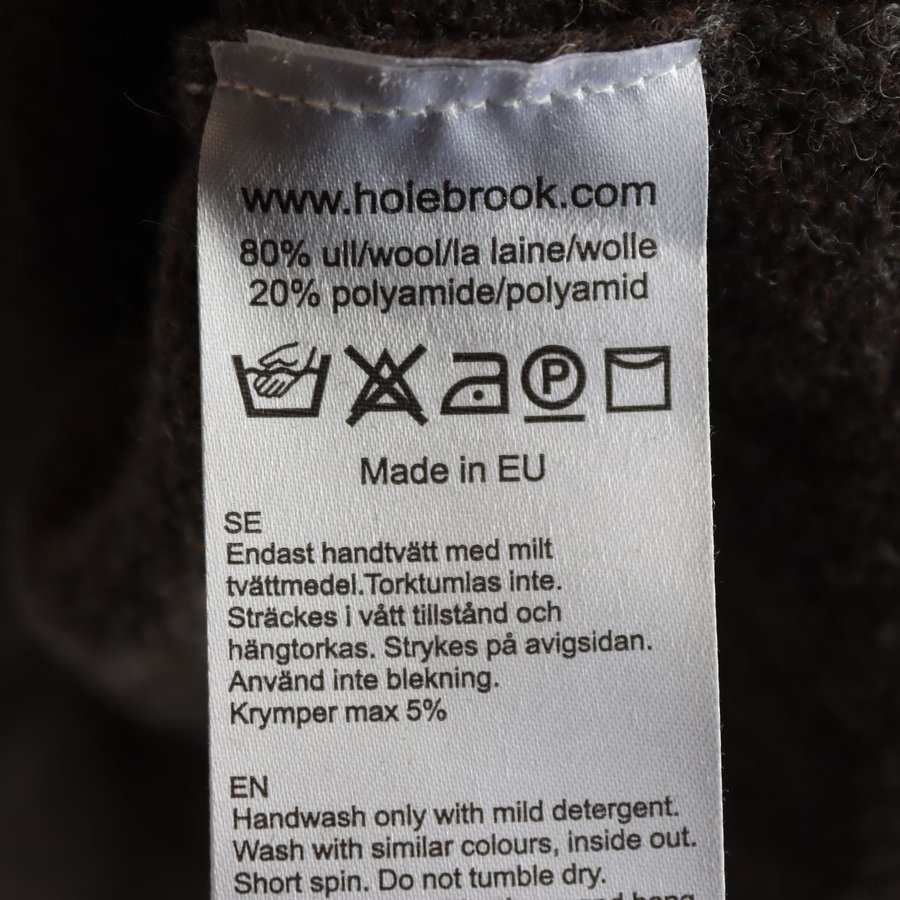 www.holebrook.com
80% ull/wool/la laine/wolle
20% polyamide/polyamid
P
Made in EU
SE
Endast handtvätt med milt
tvättmedel.Torktumlas inte.
Sträckes i vått tillstånd och
hängtorkas. Strykes på avigsidan.
Använd inte blekning.
Krymper max 5%
EN
Handwash only with mild detergent.
Wash with similar colours, inside out.
Short spin. Do not tumble dry.
and hang